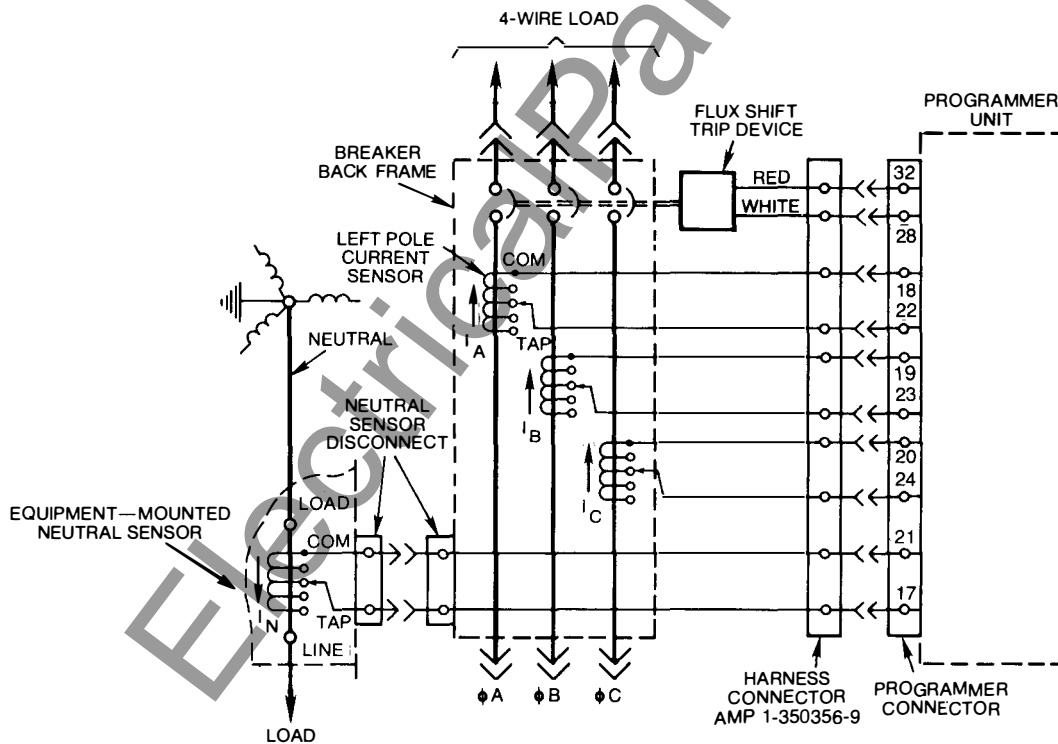 4-WIRE LOAD
FLUX SHIFT
TRIP DEVICE
PROGRAMMER
UNIT
BREAKER
BACK FRAME
RED
32
WHITE
28
LEFT POLE
CURRENT
SENSOR
COM
18
22
I A
TAP
NEUTRAL
19
23
I B
NEUTRAL
SENSOR
DISCONNECT
20
24
I C
LOAD
EQUIPMENT—MOUNTED
NEUTRAL SENSOR
COM
21
17
I N
TAP
LINE
ϕA
ϕB
ϕC
HARNESS
CONNECTOR
AMP 1-350356-9
PROGRAMMER
CONNECTOR
LOAD
ElectricalPar